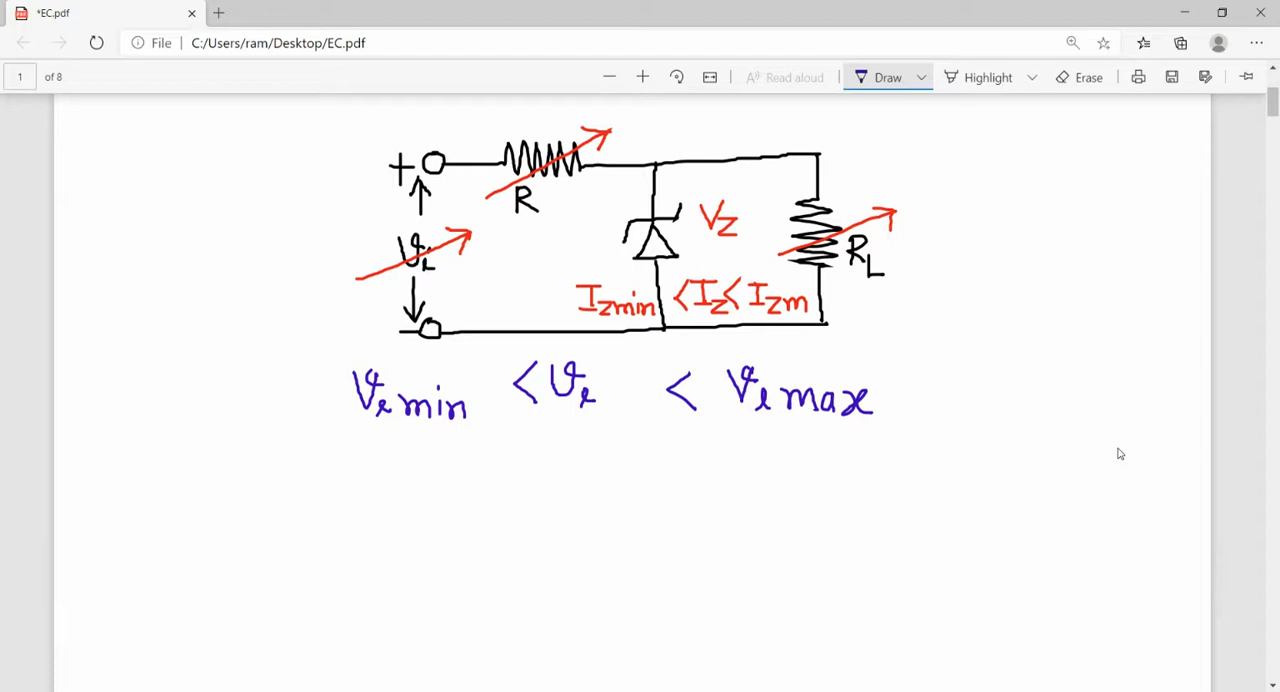 *EC.pdf
File C:/Users/ram/Desktop/EC.pdf
1 of 8 Read aloud Draw Highlight Erase
+
R
Vi
VZ
RL
IZmin < IZ < IZm
−
Vi min < Vi < Vi max